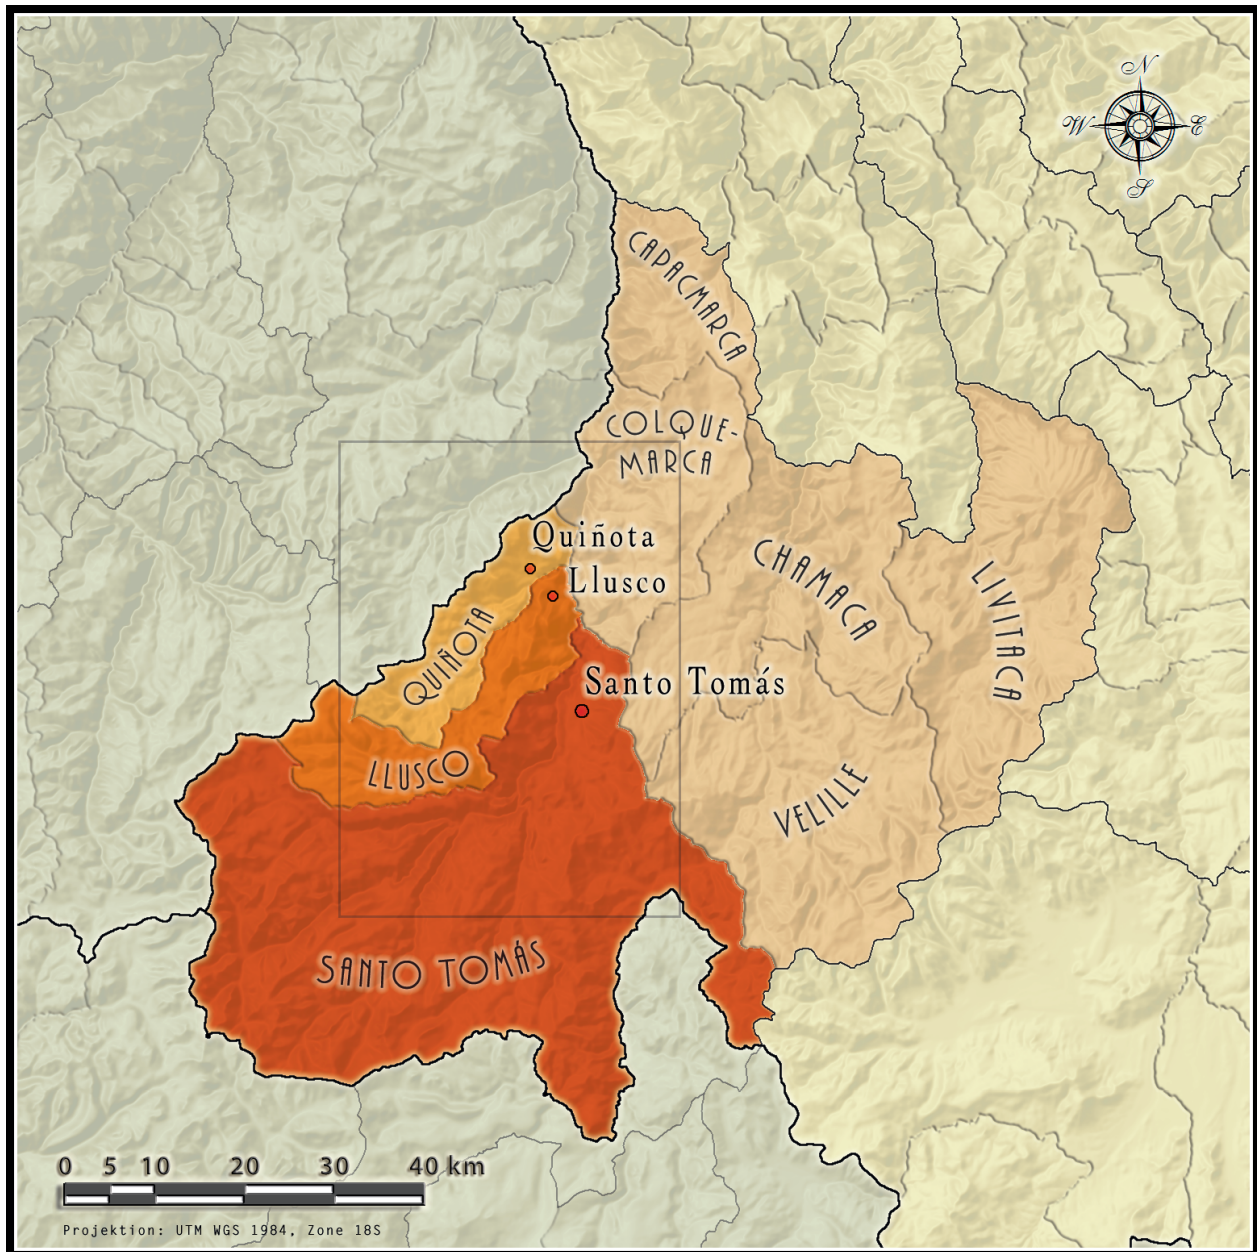 N
W E
S
CAPACMARCA
COLQUE-
MARCA
Quiñota
CHAMACA
Llusco
LIVITACA
QUIÑOTA
Santo Tomás
LLUSCO
VELILLE
SANTO TOMÁS
0 5 10 20 30 40 km
Projektion: UTM WGS 1984, Zone 18S